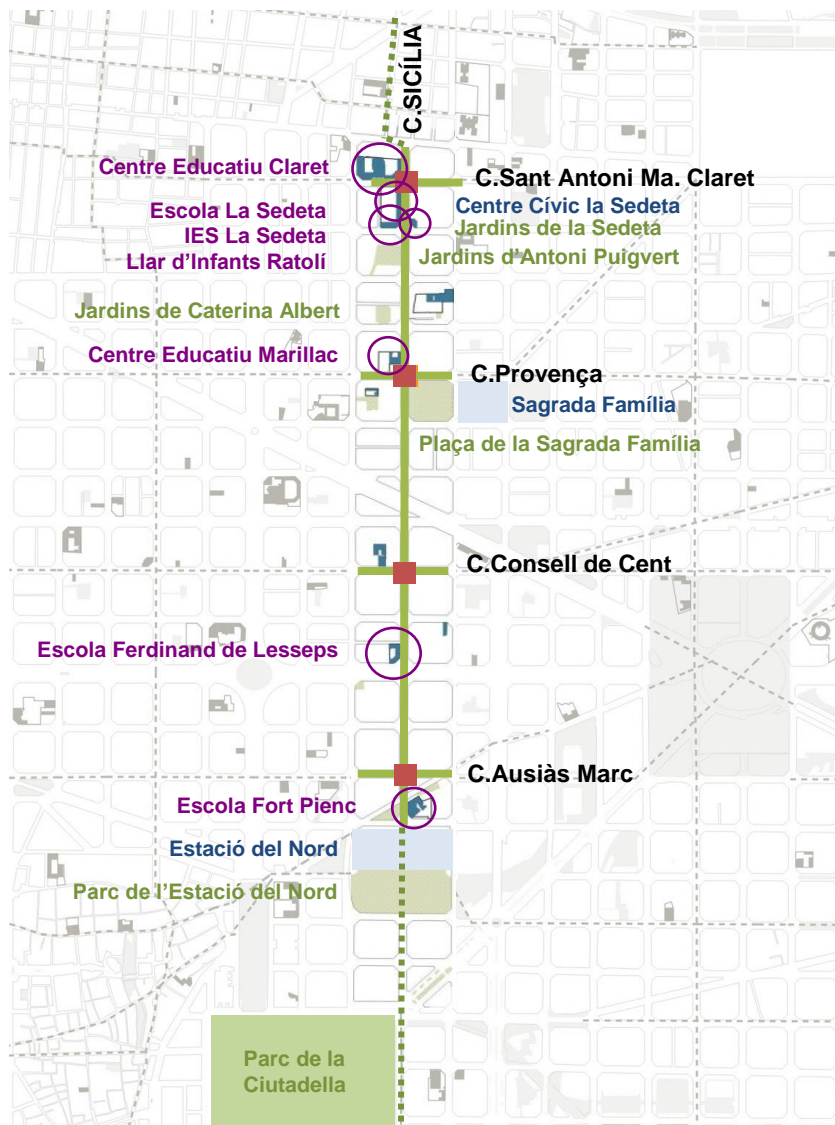 C.SICÍLIA
Centre Educatiu Claret
C.Sant Antoni Ma. Claret
Escola La Sedeta
Centre Cívic la Sedeta
IES La Sedeta
Jardins de la Sedeta
Llar d'Infants Ratolí
Jardins d'Antoni Puigvert
Jardins de Caterina Albert
Centre Educatiu Marillac
C.Provença
Sagrada Família
Plaça de la Sagrada Família
C.Consell de Cent
Escola Ferdinand de Lesseps
C.Ausiàs Marc
Escola Fort Pienc
Estació del Nord
Parc de l'Estació del Nord
Parc de la
Ciutadella